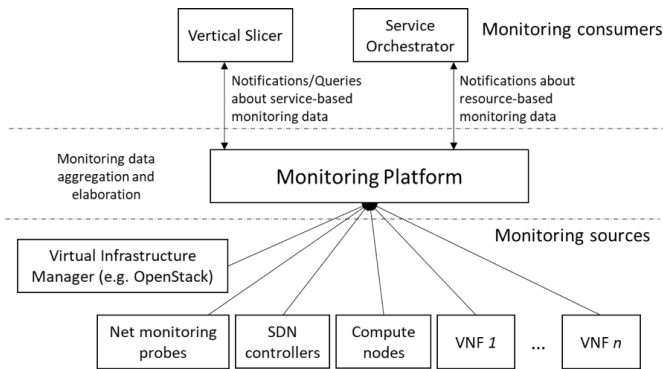 Vertical Slicer
Service
Orchestrator
Monitoring consumers
Notifications/Queries
about service-based
monitoring data
Notifications about
resource-based
monitoring data
Monitoring data
aggregation and
elaboration
Monitoring Platform
Monitoring sources
Virtual Infrastructure
Manager (e.g. OpenStack)
Net monitoring
probes
SDN
controllers
Compute
nodes
VNF 1
...
VNF n